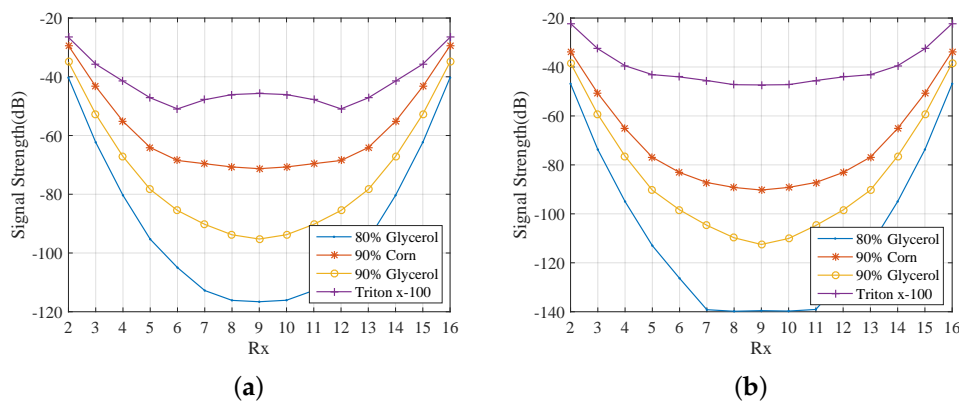 -20
-40
-60
-80
-100
-120
Signal Strength(dB)
2 3 4 5 6 7 8 9 10 11 12 13 14 15 16
Rx
80% Glycerol
90% Corn
90% Glycerol
Triton x-100
(a)
-20
-40
-60
-80
-100
-120
-140
Signal Strength(dB)
2 3 4 5 6 7 8 9 10 11 12 13 14 15 16
Rx
80% Glycerol
90% Corn
90% Glycerol
Triton x-100
(b)